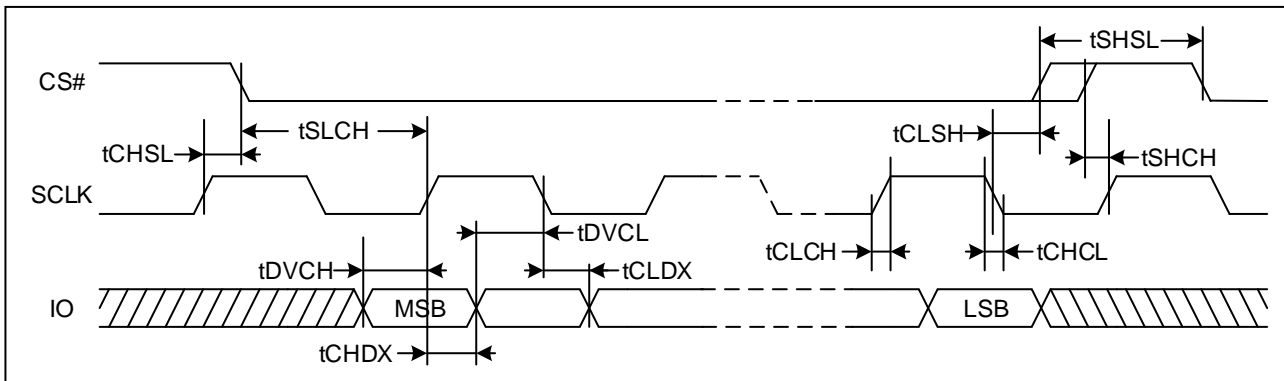 tSHSL
CS#
tSLCH
tCLSH
tCHSL
tSHCH
SCLK
tDVCL
tCLCH
tCHCL
tDVCH
tCLDX
IO
MSB
LSB
tCHDX